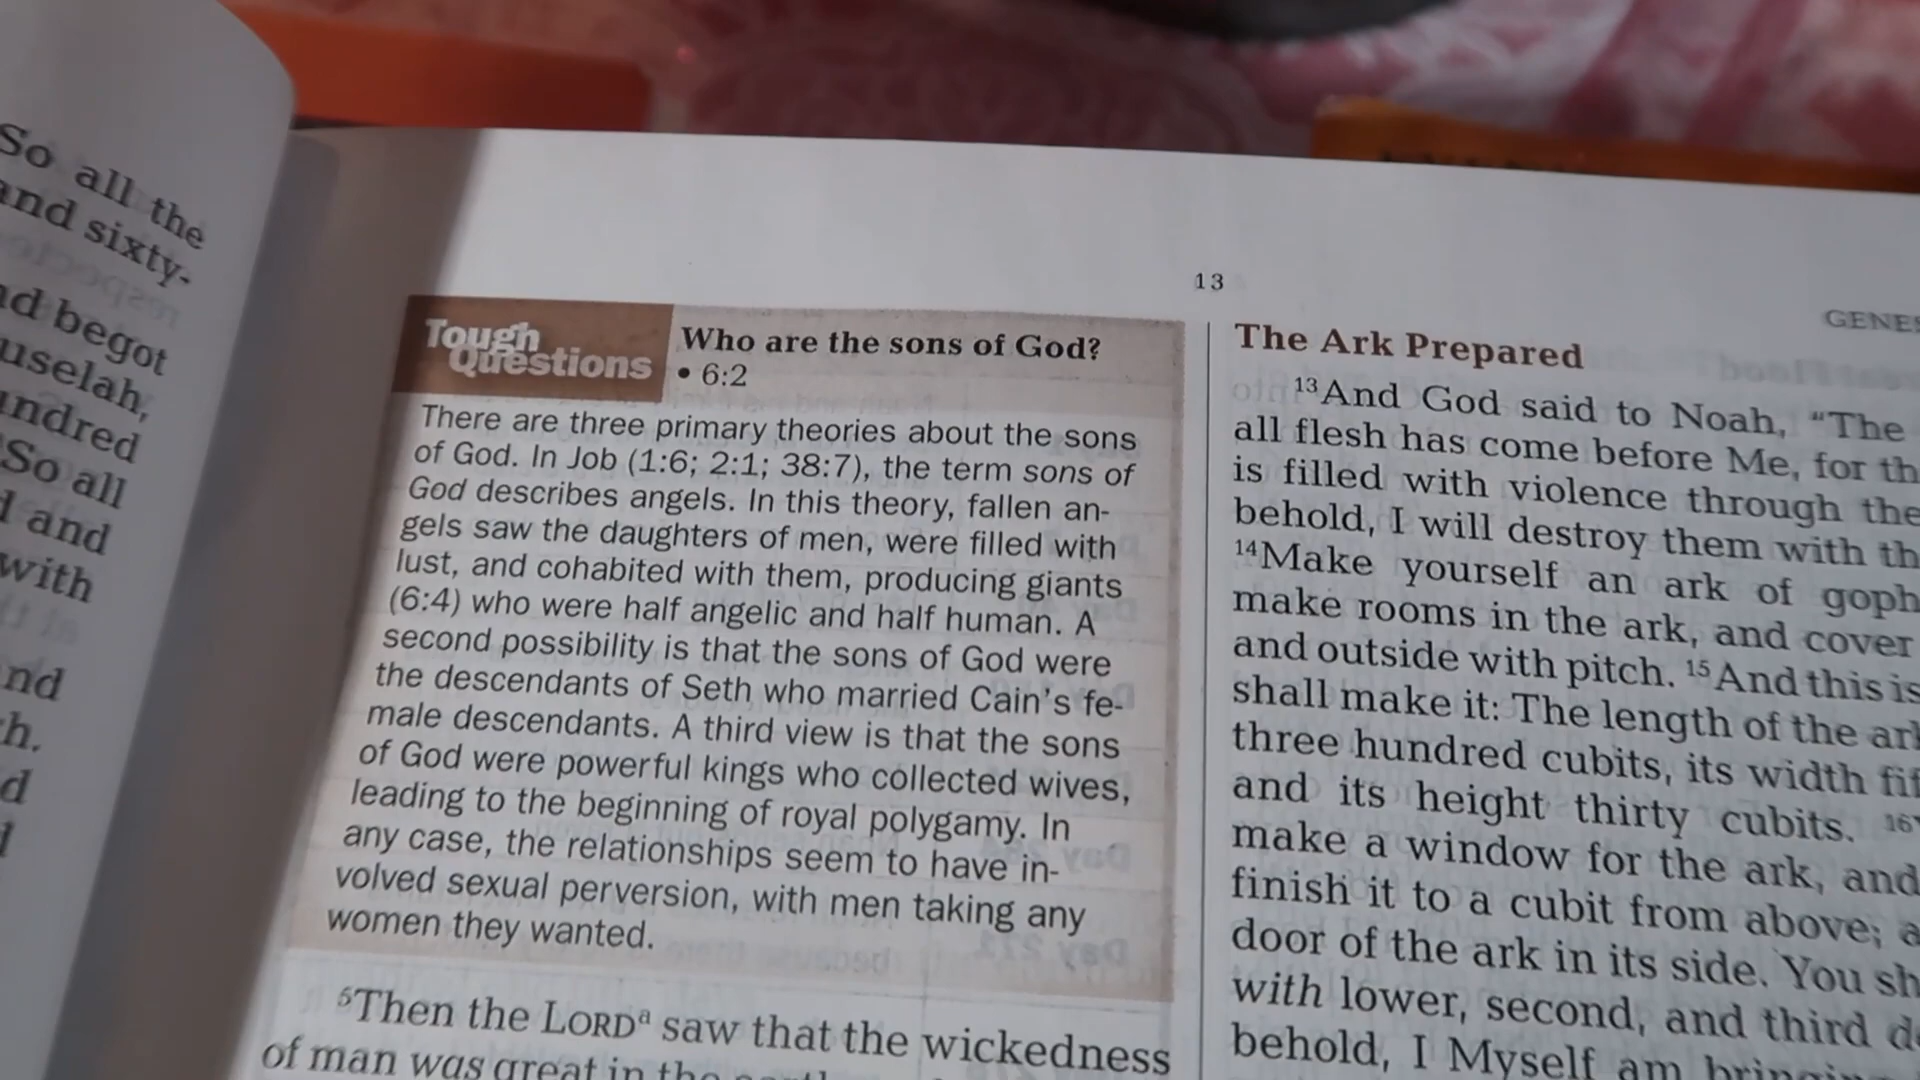 So all the
and sixty-
begot
uselah,
So all
and
with
13
Tough
Questions
Who are the sons of God?
• 6:2
There are three primary theories about the sons
of God. In Job (1:6; 2:1; 38:7), the term sons of
God describes angels. In this theory, fallen an-
gels saw the daughters of men, were filled with
lust, and cohabited with them, producing giants
(6:4) who were half angelic and half human. A
second possibility is that the sons of God were
the descendants of Seth who married Cain's fe-
male descendants. A third view is that the sons
of God were powerful kings who collected wives,
leading to the beginning of royal polygamy. In
any case, the relationships seem to have in-
volved sexual perversion, with men taking any
women they wanted.
5Then the LORDa saw that the wickedness
of man was great in the
GENES
The Ark Prepared
13And God said to Noah, “The
all flesh has come before Me, for th
is filled with violence through the
behold, I will destroy them with th
14Make yourself an ark of goph
make rooms in the ark, and cover
and outside with pitch. 15And this is
shall make it: The length of the ark
three hundred cubits, its width fif
and its height thirty cubits. 16
make a window for the ark, and
finish it to a cubit from above; a
door of the ark in its side. You sh
with lower, second, and third d
behold, I Myself am bringing